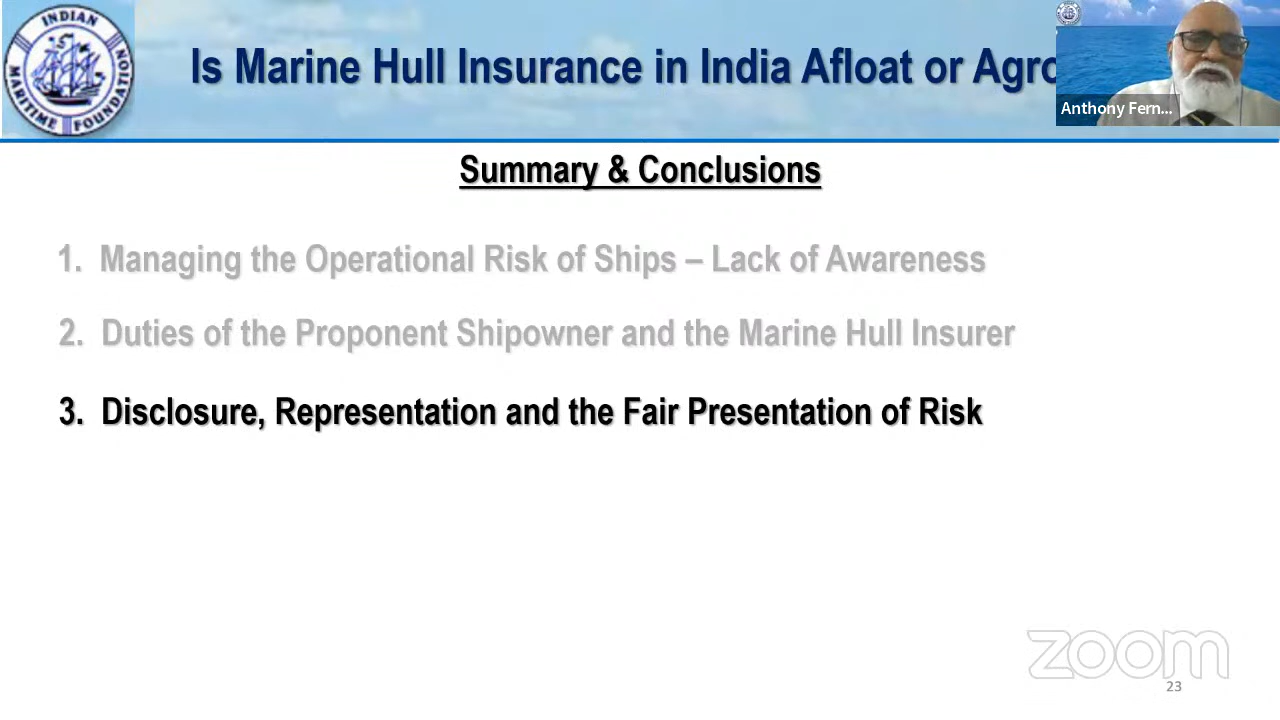 INDIAN MARITIME FOUNDATION
Is Marine Hull Insurance in India Afloat or Agro
Anthony Fern...
Summary & Conclusions
1. Managing the Operational Risk of Ships – Lack of Awareness
2. Duties of the Proponent Shipowner and the Marine Hull Insurer
3. Disclosure, Representation and the Fair Presentation of Risk
zoom
23